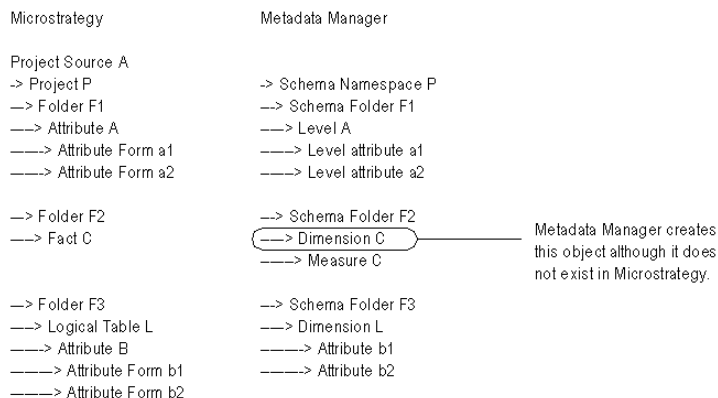 Microstrategy Metadata Manager
Project Source A
-> Project P -> Schema Namespace P
—> Folder F1 —> Schema Folder F1
——> Attribute A ——> Level A
———> Attribute Form a1 ———> Level attribute a1
———> Attribute Form a2 ———> Level attribute a2
—> Folder F2 —> Schema Folder F2
——> Fact C ——> Dimension C
———> Measure C
Metadata Manager creates
this object although it does
not exist in Microstrategy.
—> Folder F3 —> Schema Folder F3
——> Logical Table L ——> Dimension L
———> Attribute B ————> Attribute b1
————> Attribute Form b1 ————> Attribute b2
————> Attribute Form b2